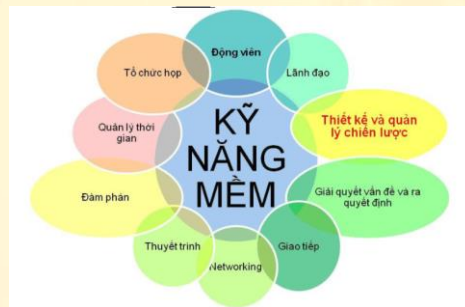 Động viên
Tổ chức họp
Lãnh đạo
Quản lý thời
gian
KỸ
NĂNG
MỀM
Thiết kế và quản
lý chiến lược
Đàm phán
Giải quyết vấn đề và ra
quyết định
Thuyết trình
Networking
Giao tiếp